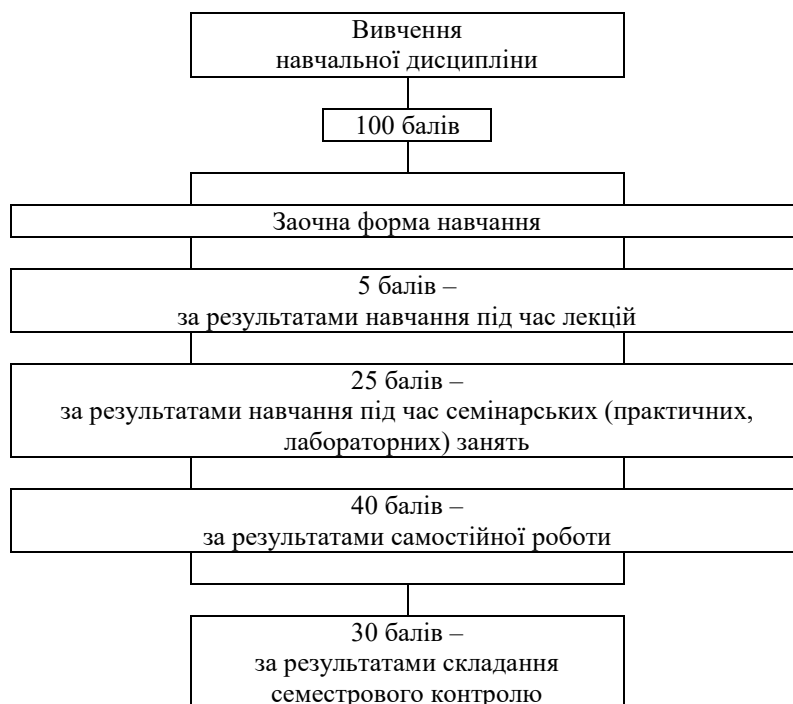 Вивчення
навчальної дисципліни
100 балів
Заочна форма навчання
5 балів –
за результатами навчання під час лекцій
25 балів –
за результатами навчання під час семінарських (практичних,
лабораторних) занять
40 балів –
за результатами самостійної роботи
30 балів –
за результатами складання
семестрового контролю